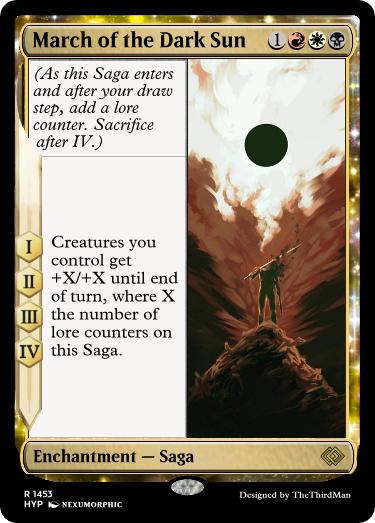 March of the Dark Sun 1
(As this Saga enters
and after your draw
step, add a lore
counter. Sacrifice
after IV.)
I
II
III
IV
Creatures you
control get
+X/+X until end
of turn, where X
the number of
lore counters on
this Saga.
Enchantment — Saga
R 1453
HYP NEXUMORPHIC
Designed by TheThirdMan